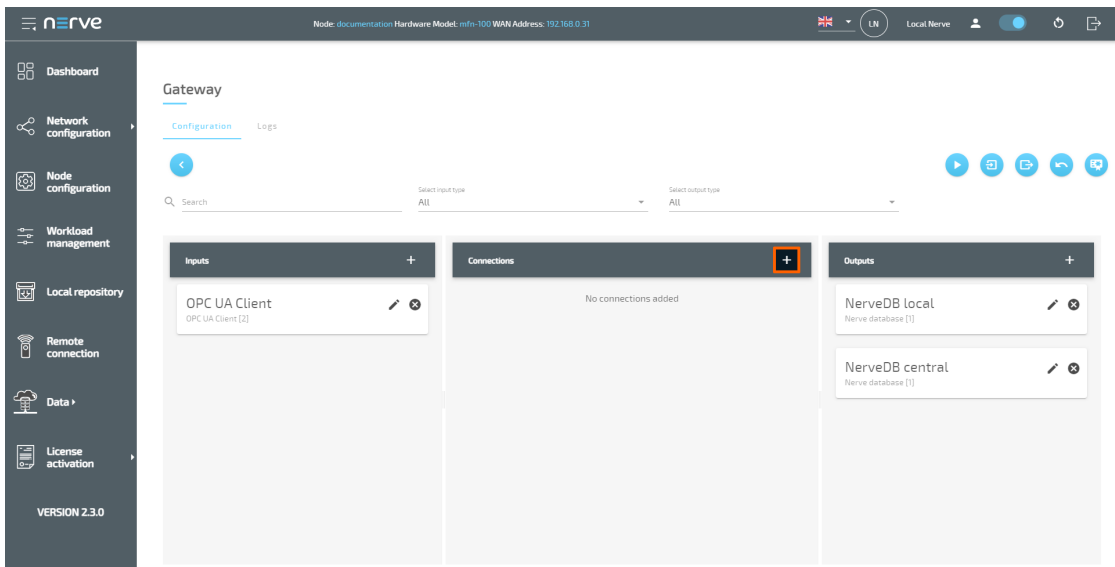 nerve
Node: documentation Hardware Model: mfn-100 WAN Address: 192.168.0.31
LN
Local Nerve
Dashboard
Network
configuration
Node
configuration
Workload
management
Local repository
Remote
connection
Data
License
activation
VERSION 2.3.0
Gateway
Configuration
Logs
Search
Select input type
All
Select output type
All
Inputs +
OPC UA Client
OPC UA Client [2]
Connections +
No connections added
Outputs +
NerveDB local
Nerve database [1]
NerveDB central
Nerve database [1]